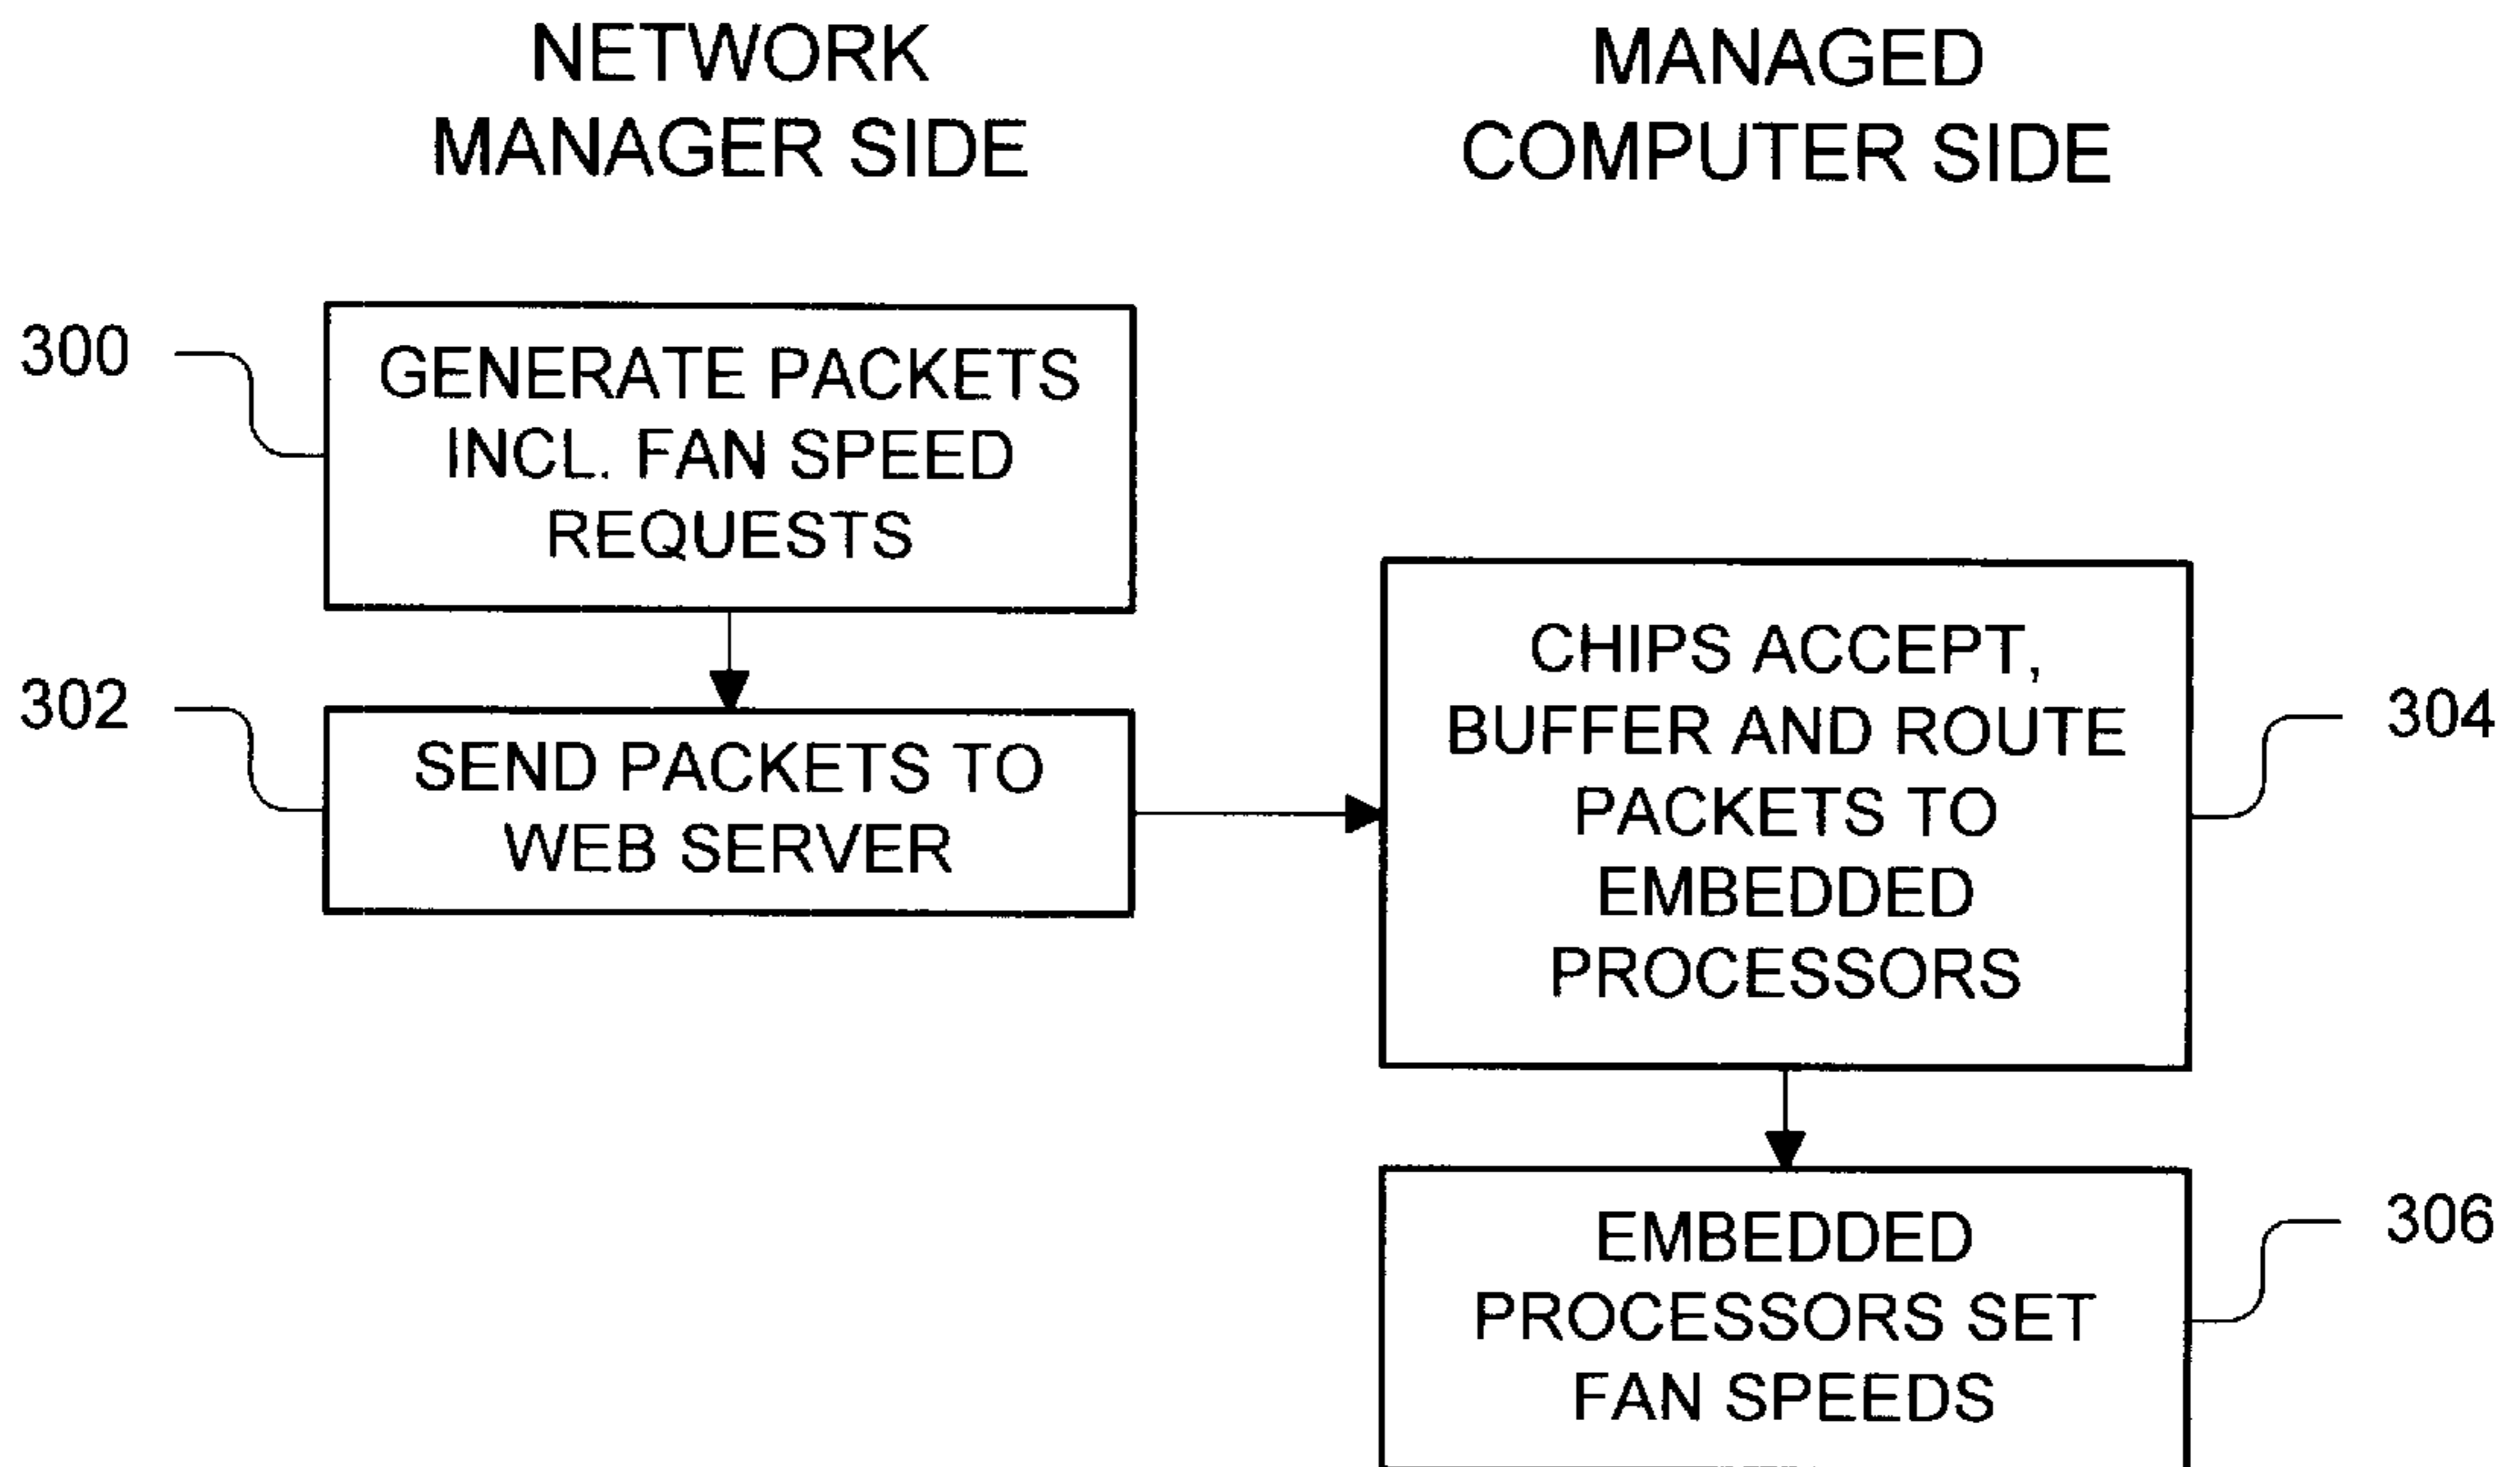 NETWORK
MANAGER SIDE
MANAGED
COMPUTER SIDE
300
GENERATE PACKETS
INCL. FAN SPEED
REQUESTS
302
SEND PACKETS TO
WEB SERVER
CHIPS ACCEPT,
BUFFER AND ROUTE
PACKETS TO
EMBEDDED
PROCESSORS
304
EMBEDDED
PROCESSORS SET
FAN SPEEDS
306